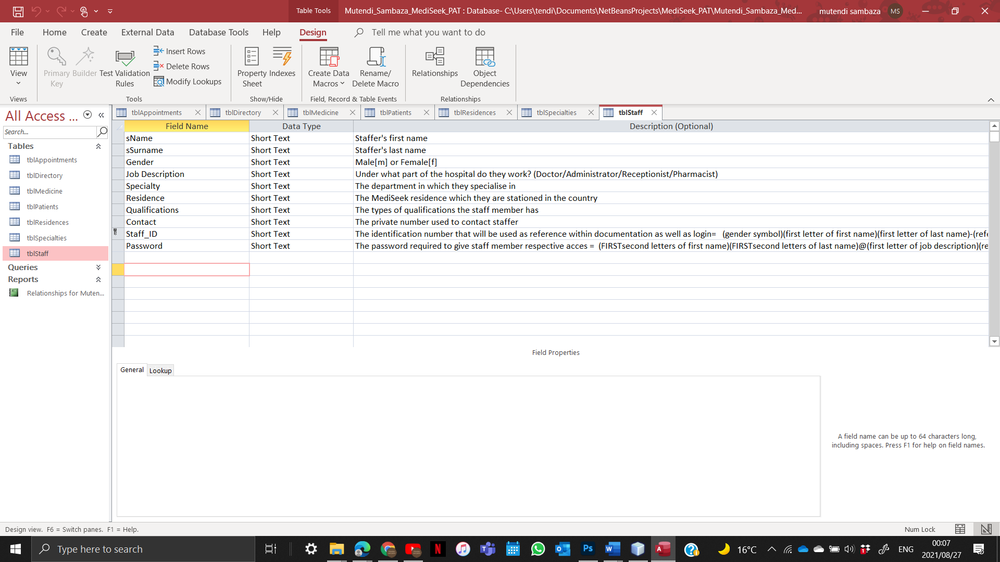 Table Tools
Mutendi_Sambaza_MediSeek_PAT : Database- C:\Users\tendi\Documents\NetBeansProjects\MediSeek_PAT\Mutendi_Sambaza_Med...
mutendi sambaza
MS
File Home Create External Data Database Tools Help Design Tell me what you want to do
View
Primary Key
Builder
Test Validation Rules
Insert Rows
Delete Rows
Modify Lookups
Property Sheet
Indexes
Create Data Macros
Rename/ Delete Macro
Relationships
Object Dependencies
Views Tools Show/Hide Field, Record & Table Events Relationships
All Access ...
Search...
Tables
tblAppointments
tblDirectory
tblMedicine
tblPatients
tblResidences
tblSpecialties
tblStaff
Queries
Reports
Relationships for Muten...
tblAppointments tblDirectory tblMedicine tblPatients tblResidences tblSpecialties tblStaff
Field Name Data Type Description (Optional)
sName Short Text Staffer's first name
sSurname Short Text Staffer's last name
Gender Short Text Male[m] or Female[f]
Job Description Short Text Under what part of the hospital do they work? (Doctor/Administrator/Receptionist/Pharmacist)
Specialty Short Text The department in which they specialise in
Residence Short Text The MediSeek residence which they are stationed in the country
Qualifications Short Text The types of qualifications the staff member has
Contact Short Text The private number used to contact staffer
Staff_ID Short Text The identification number that will be used as reference within documentation as well as login= (gender symbol)(first letter of first name)(first letter of last name)-(refe
Password Short Text The password required to give staff member respective acces = (FIRSTsecond letters of first name)(FIRSTsecond letters of last name)@(first letter of job description)(re
Field Properties
General Lookup
A field name can be up to 64 characters long,
including spaces. Press F1 for help on field names.
Design view. F6 = Switch panes. F1 = Help.
Num Lock
Type here to search
16°C
ENG
00:07
2021/08/27